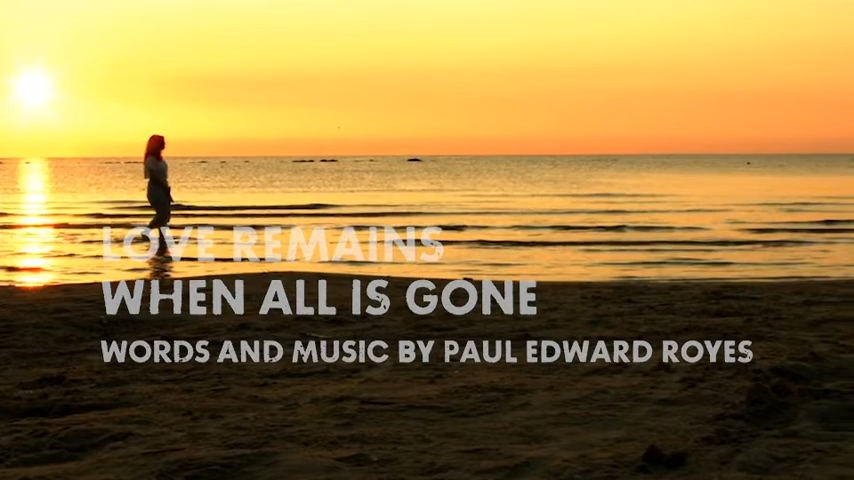 LOVE REMAINS
WHEN ALL IS GONE
WORDS AND MUSIC BY PAUL EDWARD ROYES